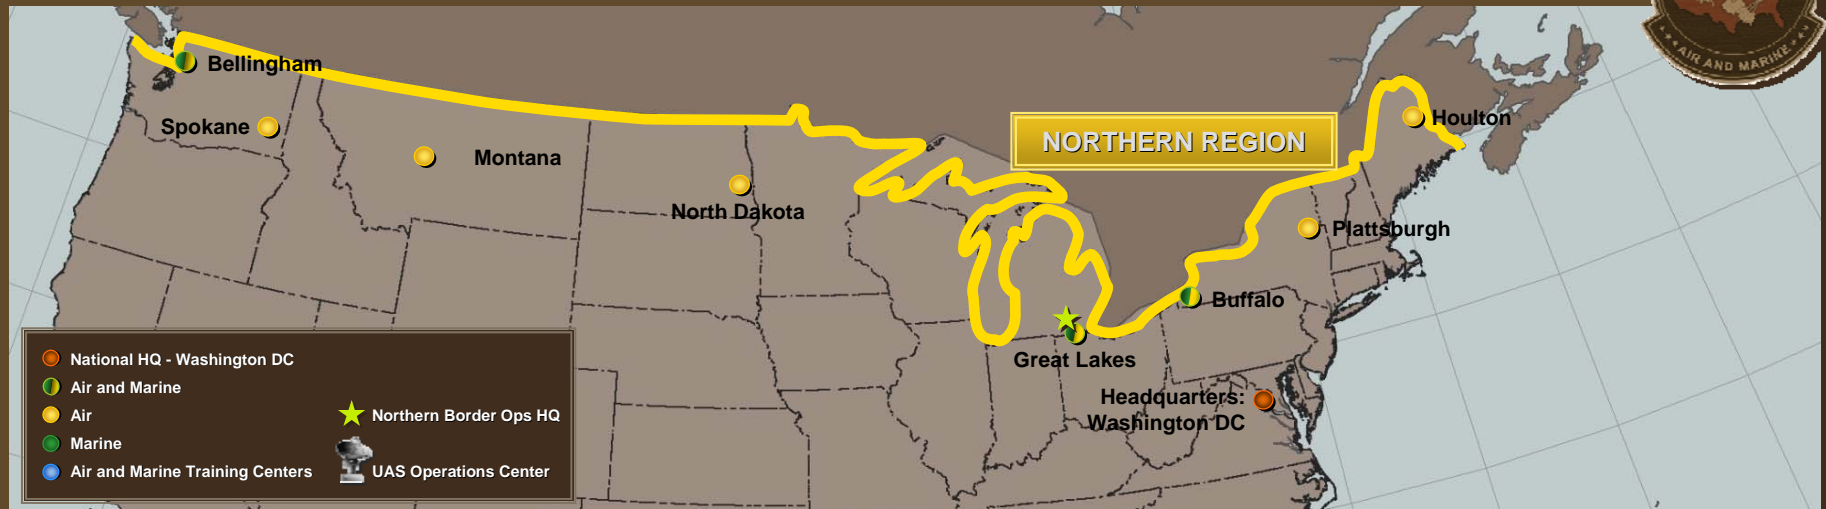 AIR AND MARINE
Bellingham
Spokane
Montana
North Dakota
NORTHERN REGION
Houlton
Plattsburgh
Buffalo
Great Lakes
Headquarters:
Washington DC
National HQ - Washington DC
Air and Marine
Air
Marine
Air and Marine Training Centers
Northern Border Ops HQ
UAS Operations Center